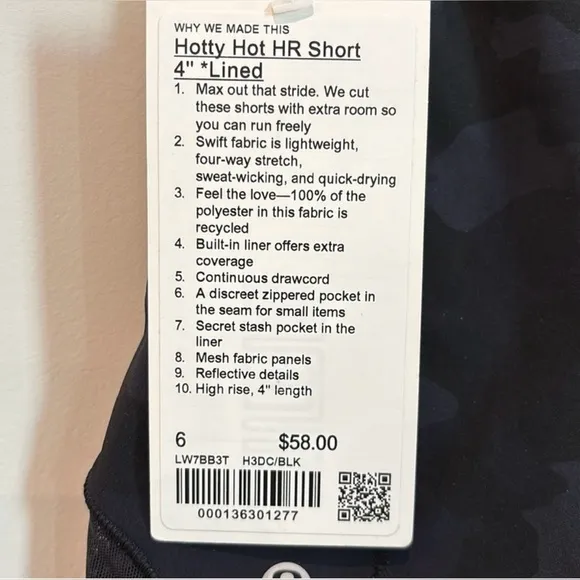 WHY WE MADE THIS
Hotty Hot HR Short
4" *Lined
1. Max out that stride. We cut
these shorts with extra room so
you can run freely
2. Swift fabric is lightweight,
four-way stretch,
sweat-wicking, and quick-drying
3. Feel the love—100% of the
polyester in this fabric is
recycled
4. Built-in liner offers extra
coverage
5. Continuous drawcord
6. A discreet zippered pocket in
the seam for small items
7. Secret stash pocket in the
liner
8. Mesh fabric panels
9. Reflective details
10. High rise, 4" length
6 $58.00
LW7BB3T H3DC/BLK
000136301277